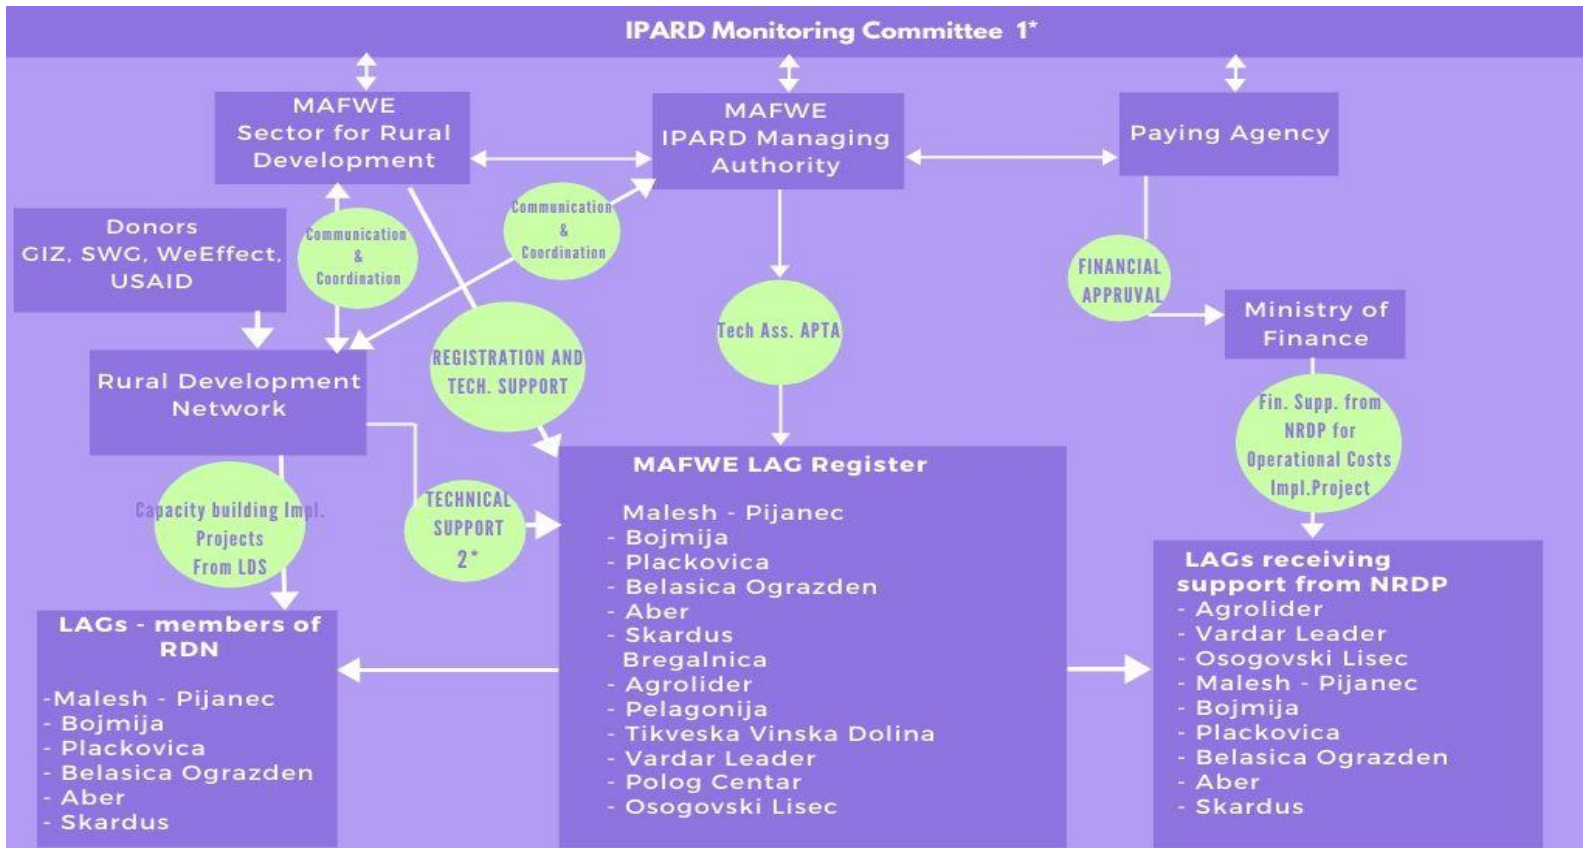 IPARD Monitoring Committee 1*
MAFWE
Sector for Rural
Development
MAFWE
IPARD Managing
Authority
Paying Agency
Donors
GIZ, SWG, WeEffect,
USAID
Communication
&
Coordination
Communication
&
Coordination
FINANCIAL
APPRUVAL
Ministry of
Finance
Tech Ass. APTA
REGISTRATION AND
TECH. SUPPORT
Rural Development
Network
Fin. Supp. from
NRDP for
Operational Costs
Impl.Project
Capacity building Impl.
Projects
From LDS
TECHNICAL
SUPPORT
2*
MAFWE LAG Register
Malesh - Pijanec
- Bojmija
- Plackovica
- Belasica Ograzden
- Aber
- Skardus
Bregalnica
- Agrolider
- Pelagonija
- Tikveska Vinska Dolina
- Vardar Leader
- Polog Centar
- Osogovski Lisec
LAGs - members of
RDN
-Malesh - Pijanec
- Bojmija
- Plackovica
- Belasica Ograzden
- Aber
- Skardus
LAGs receiving
support from NRDP
- Agrolider
- Vardar Leader
- Osogovski Lisec
- Malesh - Pijanec
- Bojmija
- Plackovica
- Belasica Ograzden
- Aber
- Skardus